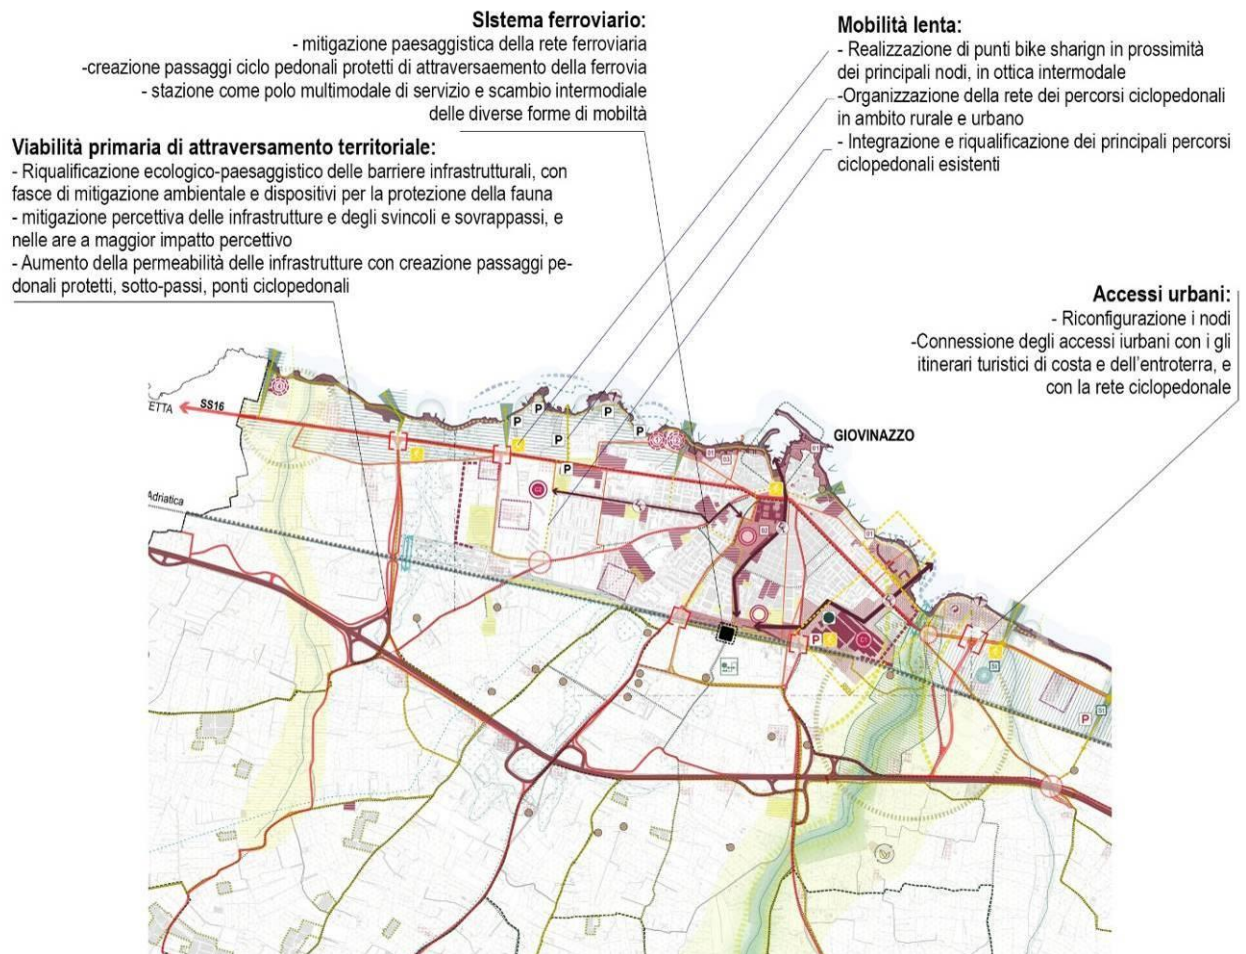 SIstema ferroviario:
- mitigazione paesaggistica della rete ferroviaria
-creazione passaggi ciclo pedonali protetti di attraversaemento della ferrovia
- stazione come polo multimodale di servizio e scambio intermodiale
delle diverse forme di mobiltà
Mobilità lenta:
- Realizzazione di punti bike sharign in prossimità
dei principali nodi, in ottica intermodale
-Organizzazione della rete dei percorsi ciclopedonali
in ambito rurale e urbano
- Integrazione e riqualificazione dei principali percorsi
ciclopedonali esistenti
Viabilità primaria di attraversamento territoriale:
- Riqualificazione ecologico-paesaggistico delle barriere infrastrutturali, con
fasce di mitigazione ambientale e dispositivi per la protezione della fauna
- mitigazione percettiva delle infrastrutture e degli svincoli e sovrappassi, e
nelle are a maggior impatto percettivo
- Aumento della permeabilità delle infrastrutture con creazione passaggi pe-
donali protetti, sotto-passi, ponti ciclopedonali
Accessi urbani:
- Riconfigurazione i nodi
-Connessione degli accessi iurbani con i gli
itinerari turistici di costa e dell'entroterra, e
con la rete ciclopedonale
ETTA
SS16
P
P
P
P
P
GIOVINAZZO
Adriatica
P
P